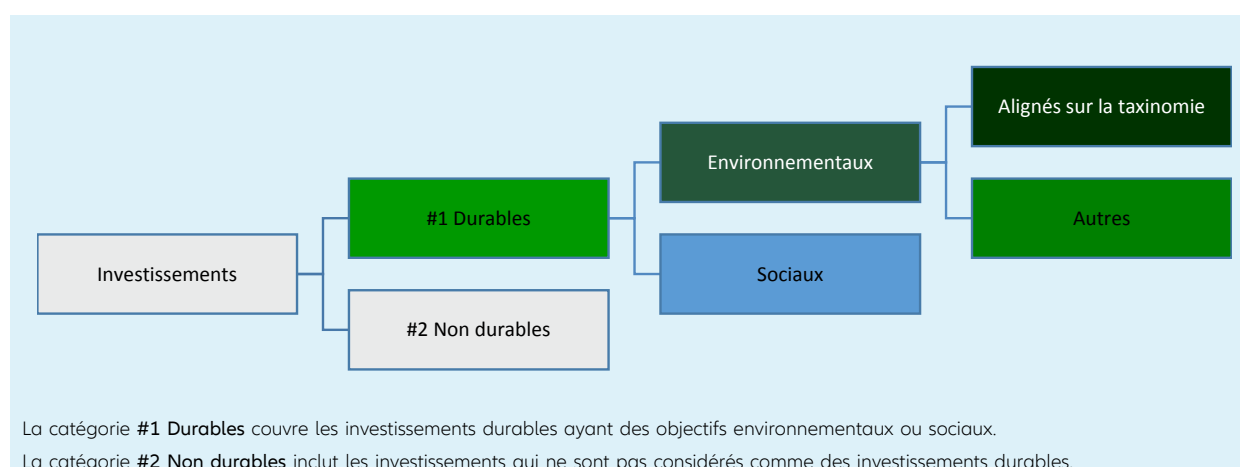 Alignés sur la taxinomie
Environnementaux
#1 Durables
Autres
Investissements
Sociaux
#2 Non durables
La catégorie #1 Durables couvre les investissements durables ayant des objectifs environnementaux ou sociaux.
La catégorie #2 Non durables inclut les investissements qui ne sont pas considérés comme des investissements durables